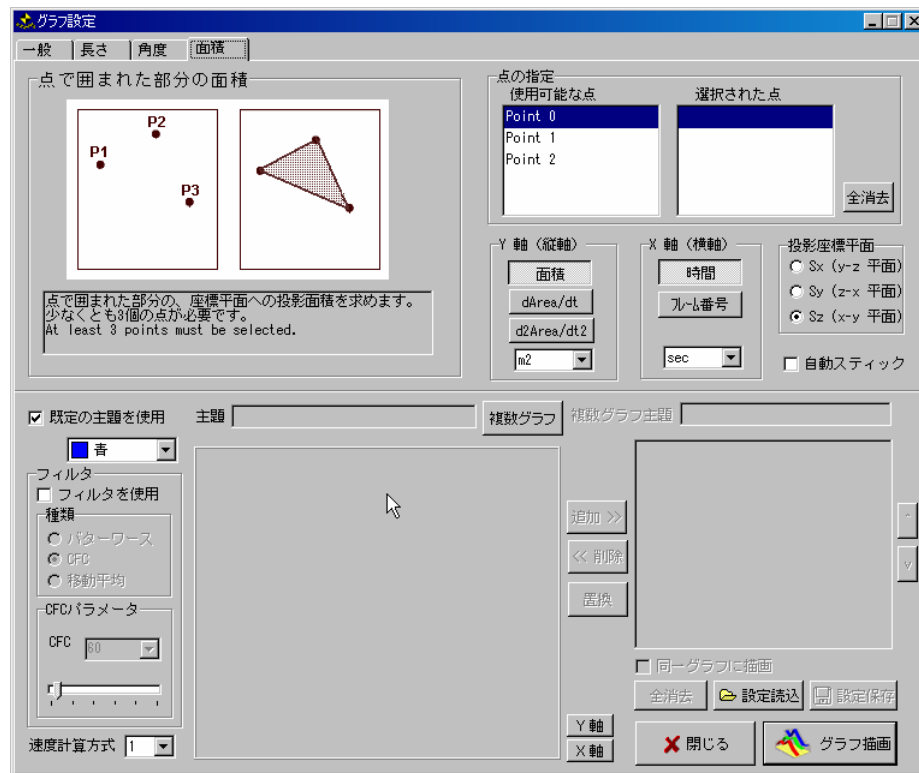 グラフ設定
一般
長さ
角度
面積
点で囲まれた部分の面積
P1
P2
P3
点で囲まれた部分の、座標平面への投影面積を求めます。
少なくとも3個の点が必要です。
At least 3 points must be selected.
点の指定
使用可能な点
選択された点
Point 0
Point 1
Point 2
全消去
Y 軸 (縦軸)
面積
dArea/dt
d2Area/dt2
m2
X 軸 (横軸)
時間
フレーム番号
sec
投影座標平面
Sx (y-z 平面)
Sy (z-x 平面)
Sz (x-y 平面)
自動スティック
既定の主題を使用
主題
複数グラフ
複数グラフ主題
青
フィルタ
フィルタを使用
種類
バターワース
CFC
移動平均
CFCパラメータ
CFC
60
速度計算方式
1
追加 >>
<< 削除
置換
^
v
同一グラフに描画
全消去
設定読込
設定保存
Y 軸
X 軸
閉じる
グラフ描画